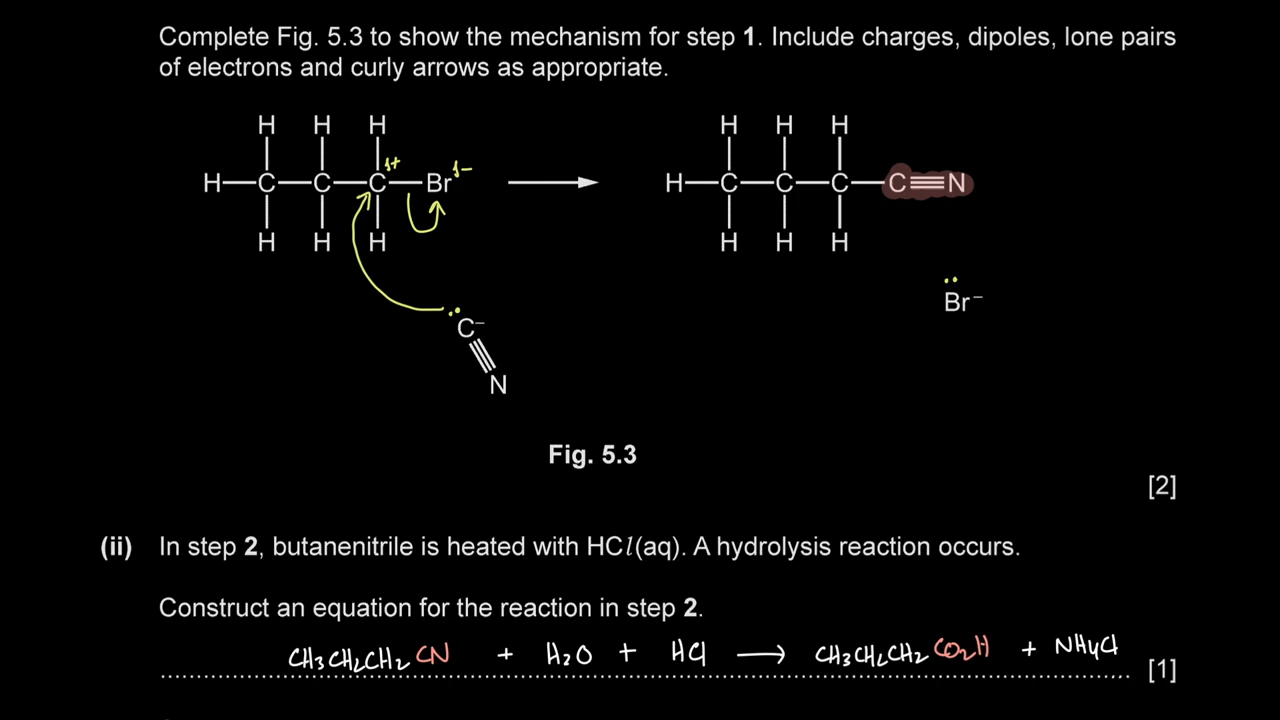 Complete Fig. 5.3 to show the mechanism for step 1. Include charges, dipoles, lone pairs
of electrons and curly arrows as appropriate.
H H H H H H
H—C—C—C—Br ⟶ H—C—C—C—C≡N
δ+ δ−
H H H H H H
:C⁻≡N
:Br⁻
Fig. 5.3
[2]
(ii) In step 2, butanenitrile is heated with HCl(aq). A hydrolysis reaction occurs.
Construct an equation for the reaction in step 2.
CH3CH2CH2CN + H2O + HCl ⟶ CH3CH2CH2CO2H + NH4Cl
[1]